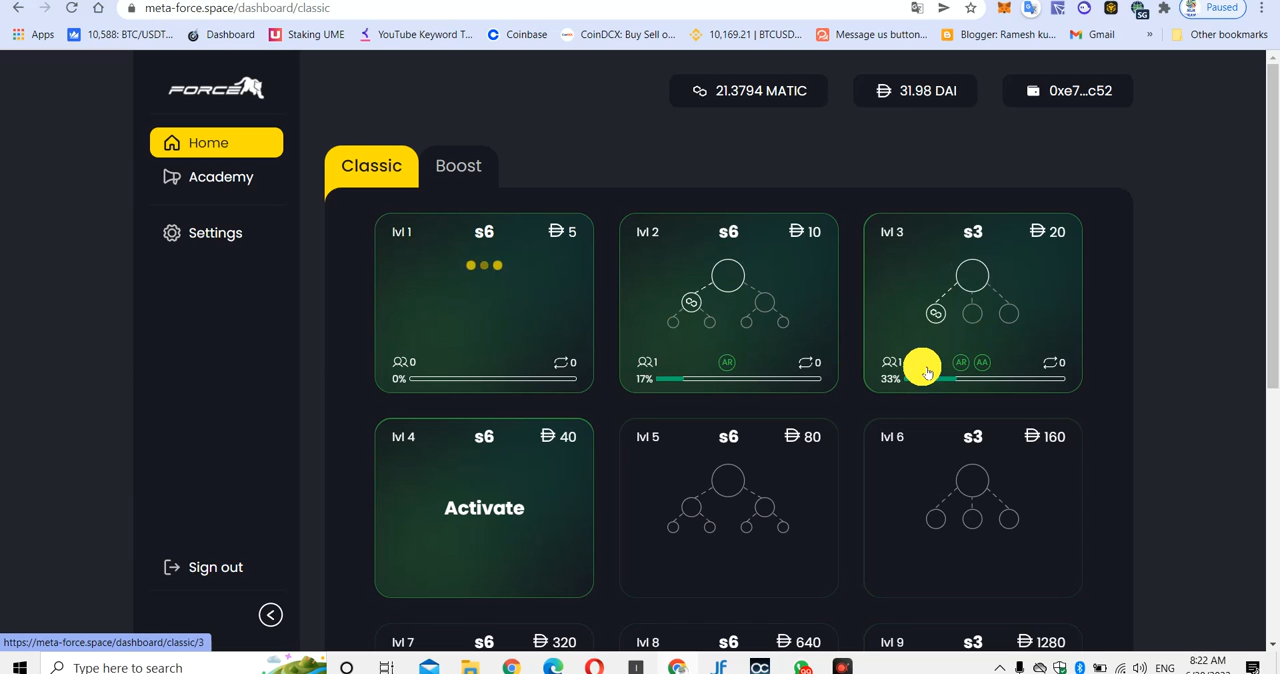 meta-force.space/dashboard/classic
Paused
Apps
10,588: BTC/USDT...
Dashboard
Staking UME
YouTube Keyword T...
Coinbase
CoinDCX: Buy Sell o...
10,169.21 | BTCUSD...
Message us button...
Blogger: Ramesh ku...
Gmail
»
Other bookmarks
FORCE
21.3794 MATIC
31.98 DAI
0xe7...c52
Home
Academy
Settings
Sign out
Classic
Boost
lvl 1 s6 5
0 0
0%
lvl 2 s6 10
1 AR 0
17%
lvl 3 s3 20
1 AR AA 0
33%
lvl 4 s6 40
Activate
lvl 5 s6 80
lvl 6 s3 160
lvl 7 s6 320
lvl 8 s6 640
lvl 9 s3 1280
https://meta-force.space/dashboard/classic/3
Type here to search
ENG
8:22 AM